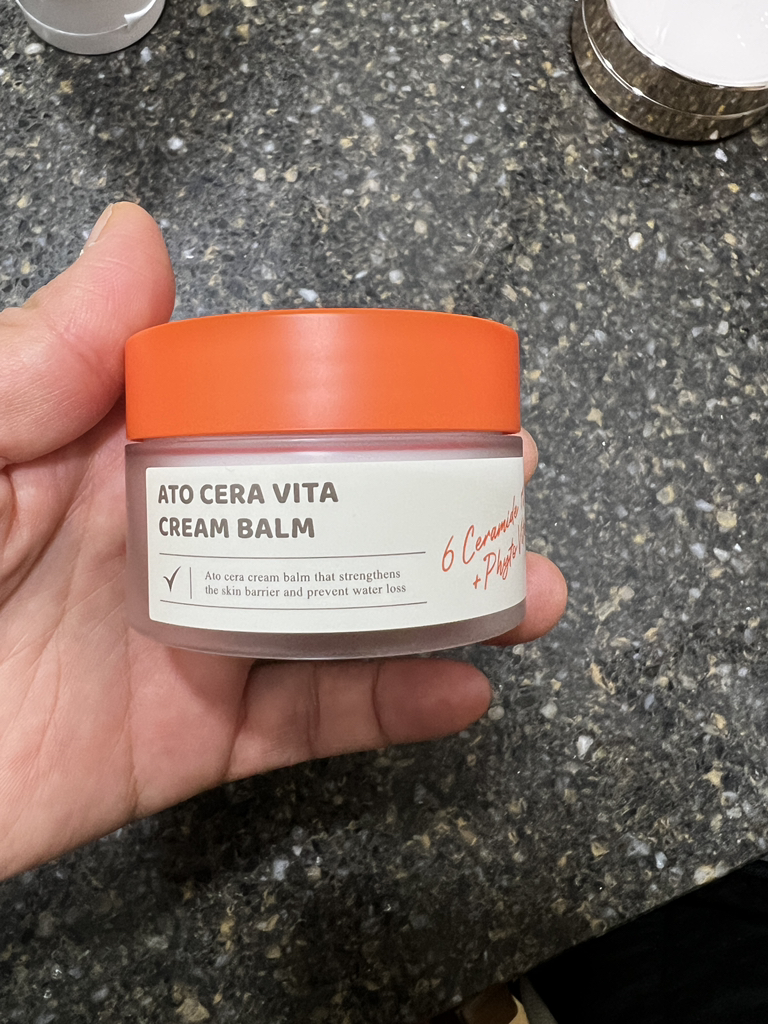 ATO CERA VITA
CREAM BALM
Ato cera cream balm that strengthens
the skin barrier and prevent water loss
6 Ceramide
+Phyto